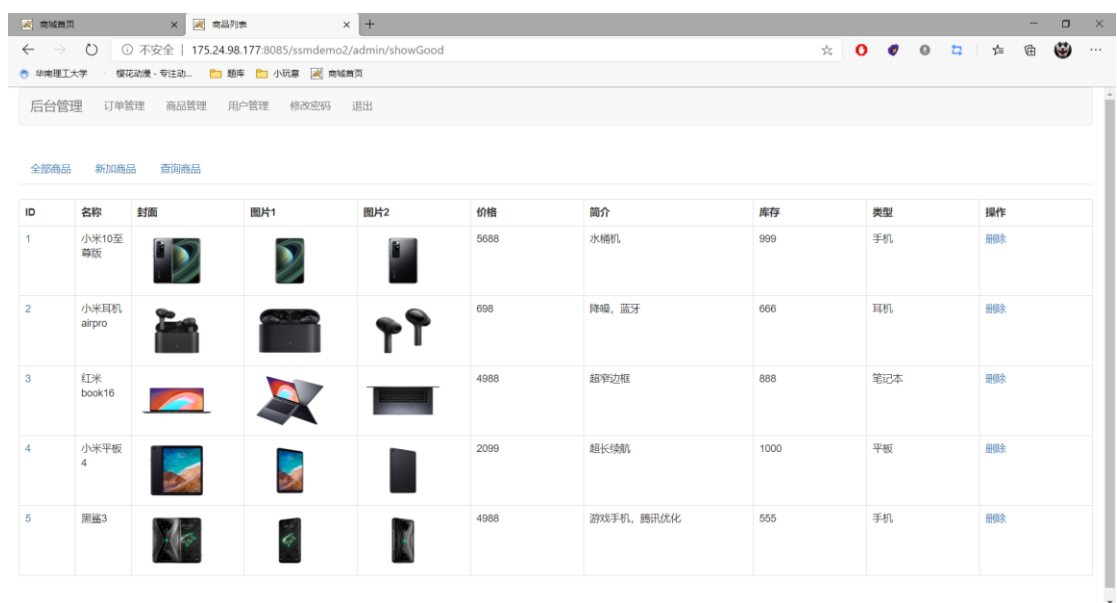 商城首页 商品列表
不安全 | 175.24.98.177:8085/ssmdemo2/admin/showGood
华南理工大学 樱花动漫 - 专注动... 题库 小玩意 商城首页
后台管理 订单管理 商品管理 用户管理 修改密码 退出
全部商品 新加商品 查询商品
ID 名称 封面 图片1 图片2 价格 简介 库存 类型 操作
1 小米10至 5688 水桶机 999 手机 删除
尊版
2 小米耳机 698 降噪，蓝牙 666 耳机 删除
airpro
3 红米 4988 超窄边框 888 笔记本 删除
book16
4 小米平板 2099 超长续航 1000 平板 删除
4
5 黑鲨3 4988 游戏手机，腾讯优化 555 手机 删除